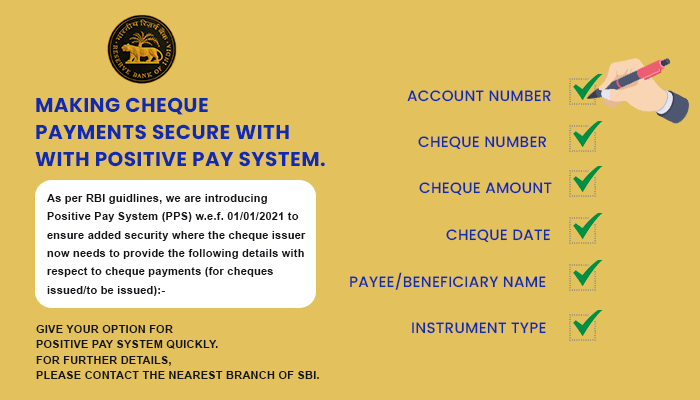 भारतीय रिज़र्व बैंक
RESERVE BANK OF INDIA
MAKING CHEQUE
PAYMENTS SECURE WITH
WITH POSITIVE PAY SYSTEM.
As per RBI guidlines, we are introducing
Positive Pay System (PPS) w.e.f. 01/01/2021 to
ensure added security where the cheque issuer
now needs to provide the following details with
respect to cheque payments (for cheques
issued/to be issued):-
GIVE YOUR OPTION FOR
POSITIVE PAY SYSTEM QUICKLY.
FOR FURTHER DETAILS,
PLEASE CONTACT THE NEAREST BRANCH OF SBI.
ACCOUNT NUMBER
CHEQUE NUMBER
CHEQUE AMOUNT
CHEQUE DATE
PAYEE/BENEFICIARY NAME
INSTRUMENT TYPE